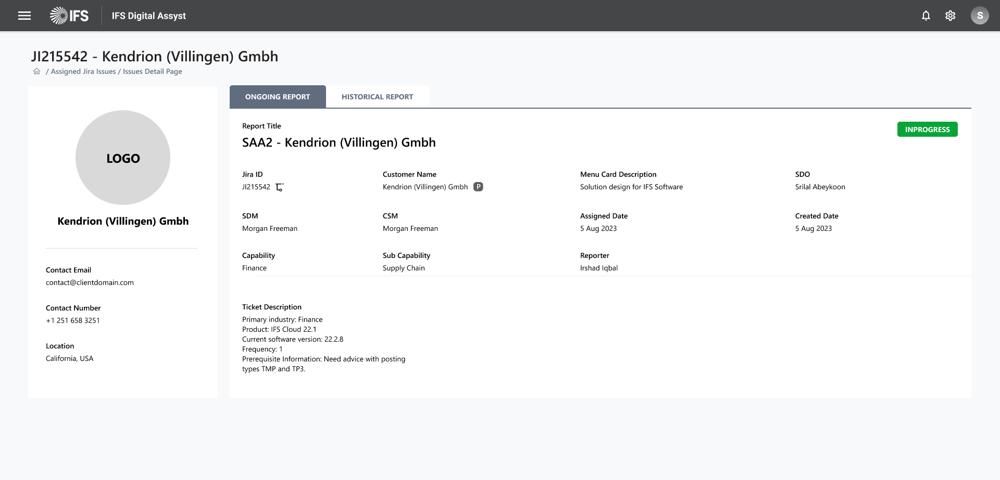 IFS
IFS Digital Assyst
S
JI215542 - Kendrion (Villingen) Gmbh
/ Assigned Jira Issues / Issues Detail Page
LOGO
Kendrion (Villingen) Gmbh
Contact Email
contact@clientdomain.com
Contact Number
+1 251 658 3251
Location
California, USA
ONGOING REPORT
HISTORICAL REPORT
Report Title
INPROGRESS
SAA2 - Kendrion (Villingen) Gmbh
Jira ID
JI215542
Customer Name
Kendrion (Villingen) Gmbh P
Menu Card Description
Solution design for IFS Software
SDO
Srilal Abeykoon
SDM
Morgan Freeman
CSM
Morgan Freeman
Assigned Date
5 Aug 2023
Created Date
5 Aug 2023
Capability
Finance
Sub Capability
Supply Chain
Reporter
Irshad Iqbal
Ticket Description
Primary industry: Finance
Product: IFS Cloud 22.1
Current software version: 22.2.8
Frequency: 1
Prerequisite Information: Need advice with posting
types TMP and TP3.